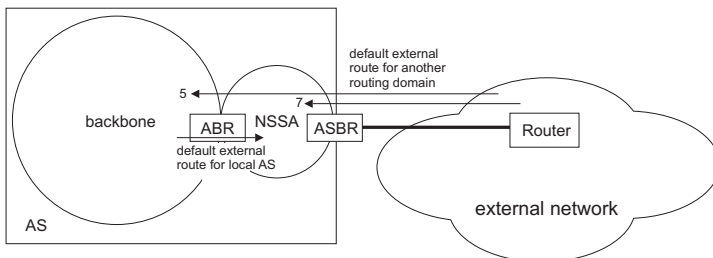 default external
route for another
routing domain
5
7
backbone
ABR
NSSA
ASBR
Router
default external
route for local AS
external network
AS